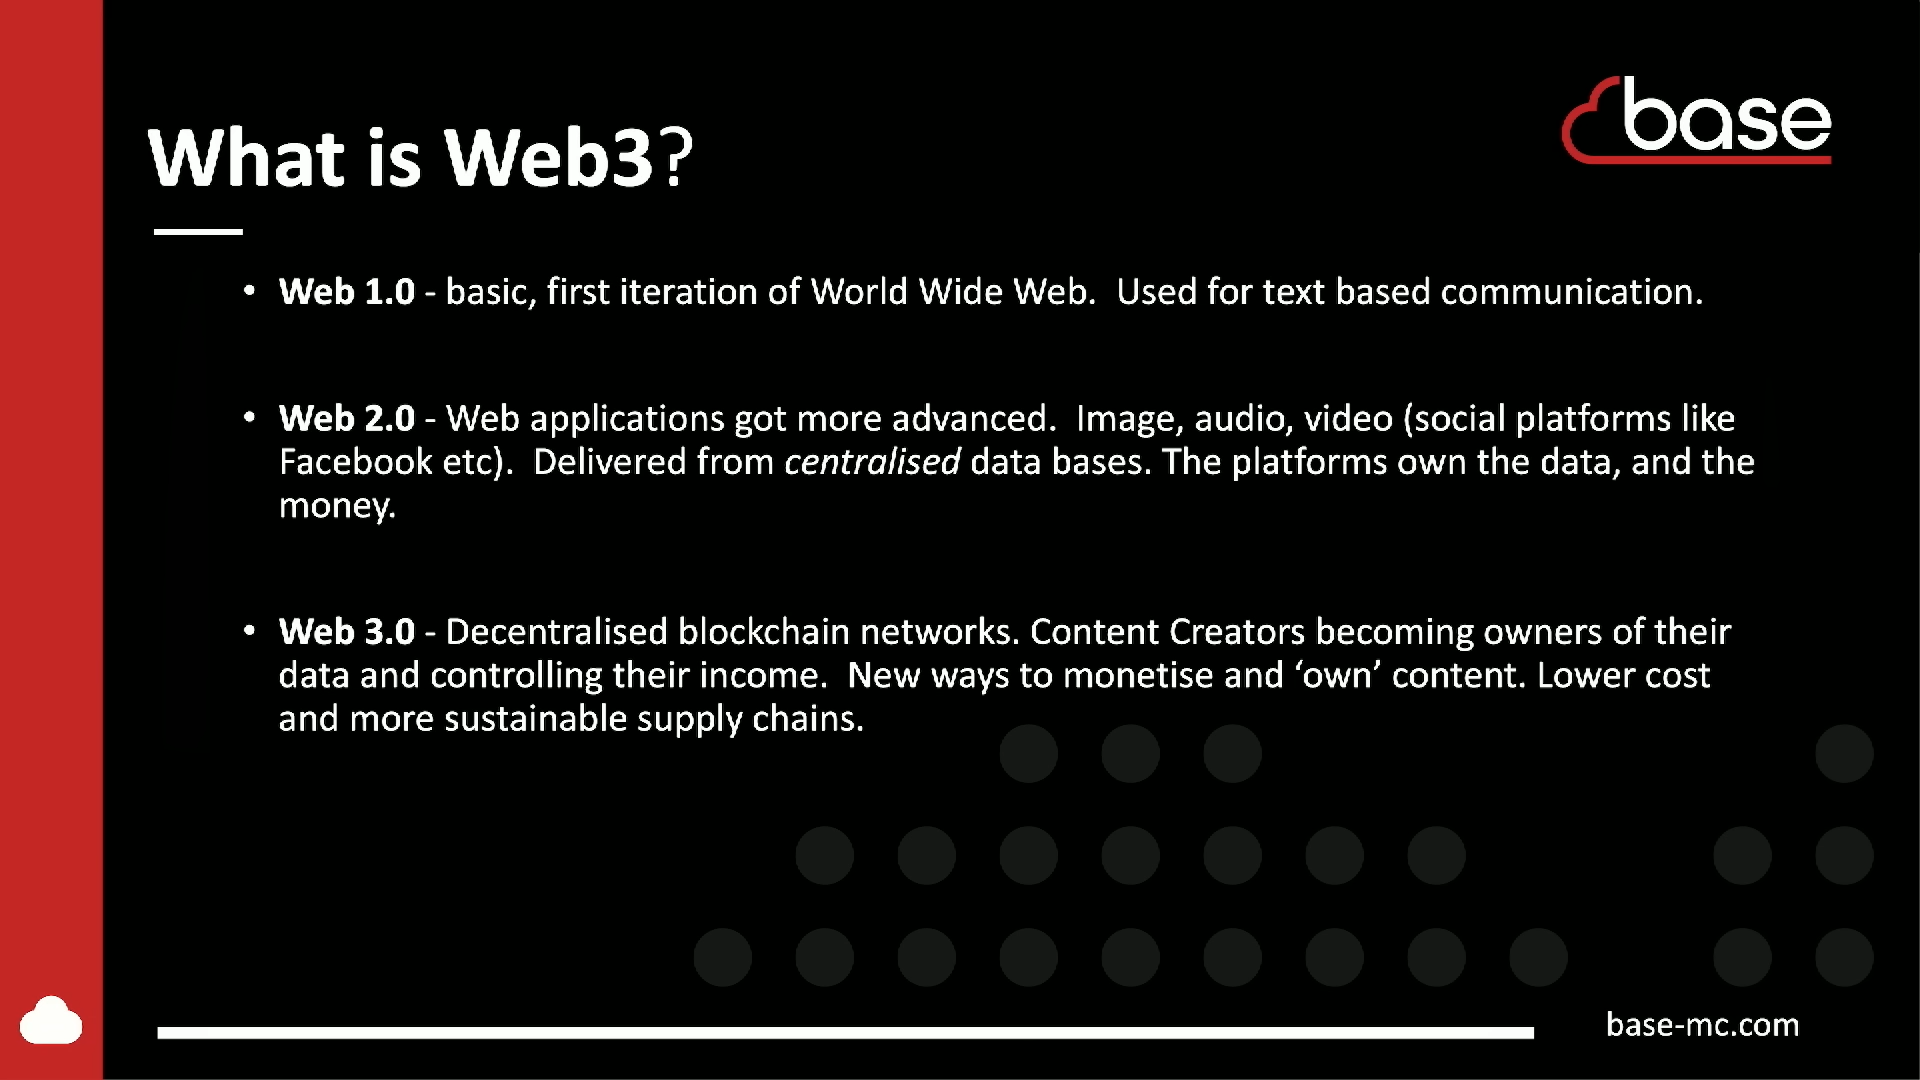 base
What is Web3?
• Web 1.0 - basic, first iteration of World Wide Web.  Used for text based communication.
• Web 2.0 - Web applications got more advanced.  Image, audio, video (social platforms like
Facebook etc).  Delivered from centralised data bases. The platforms own the data, and the
money.
• Web 3.0 - Decentralised blockchain networks. Content Creators becoming owners of their
data and controlling their income.  New ways to monetise and ‘own’ content. Lower cost
and more sustainable supply chains.
base-mc.com